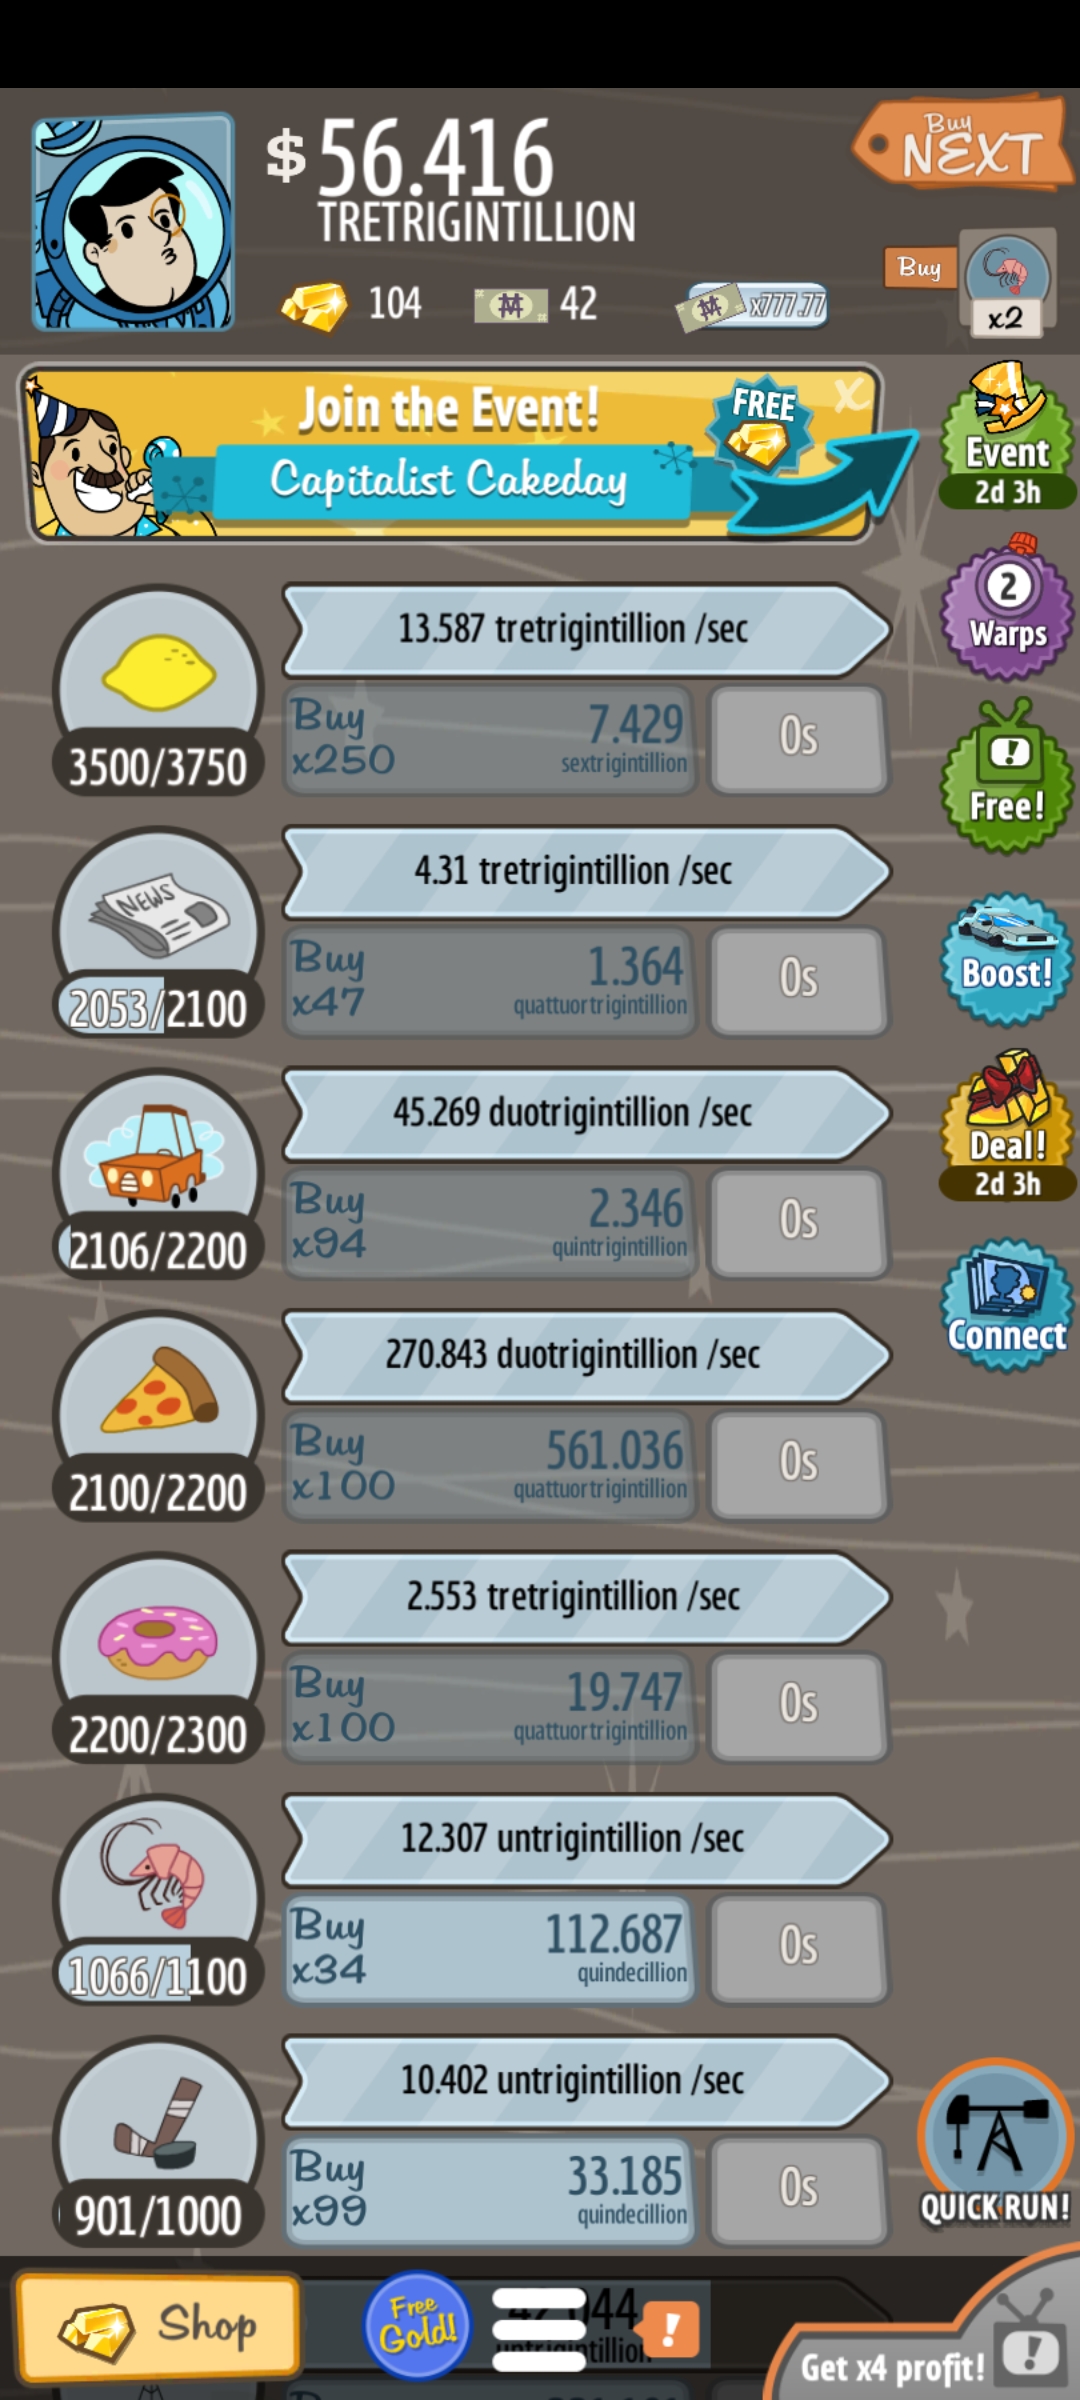 $56.416
TRETRIGINTILLION
Buy
NEXT
104
42
x777.77
Buy
x2
Join the Event!
Capitalist Cakeday
FREE
X
Event
2d 3h
13.587 tretrigintillion /sec
Buy
x250
7.429
sextrigintillion
0s
3500/3750
2
Warps
Free!
4.31 tretrigintillion /sec
NEWS
Buy
x47
1.364
quattuortrigintillion
0s
2053/2100
Boost!
45.269 duotrigintillion /sec
Buy
x94
2.346
quintrigintillion
0s
2106/2200
Deal!
2d 3h
270.843 duotrigintillion /sec
Buy
x100
561.036
quattuortrigintillion
0s
2100/2200
Connect
2.553 tretrigintillion /sec
Buy
x100
19.747
quattuortrigintillion
0s
2200/2300
12.307 untrigintillion /sec
Buy
x34
112.687
quindecillion
0s
1066/1100
10.402 untrigintillion /sec
Buy
x99
33.185
quindecillion
0s
901/1000
QUICK RUN!
Shop
Free
Gold!
!
Get x4 profit!